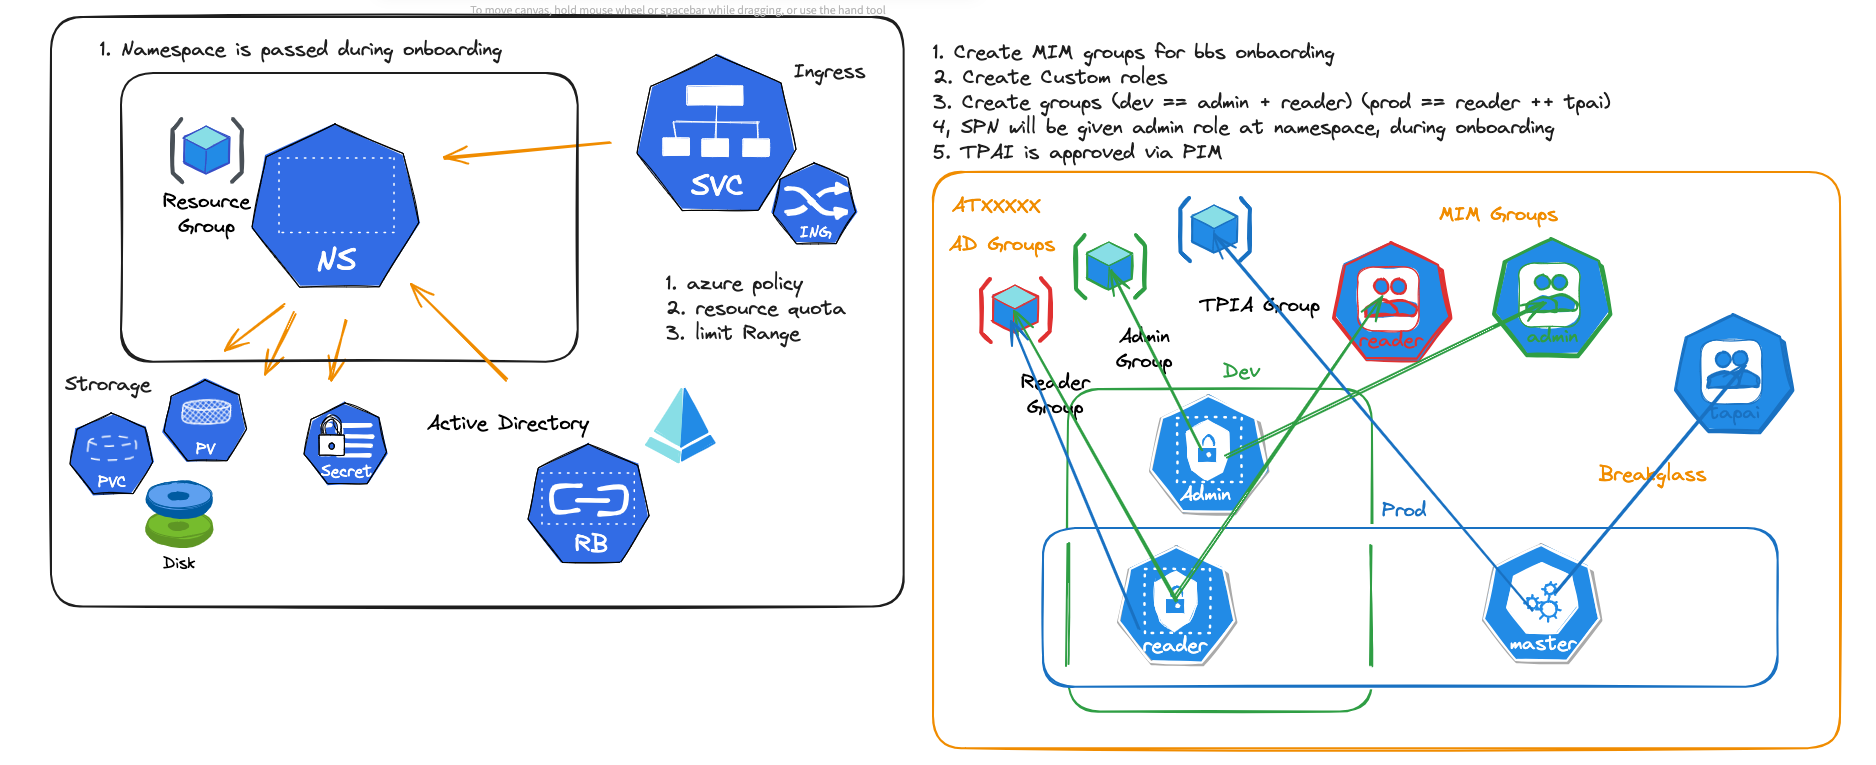 To move canvas, hold mouse wheel or spacebar while dragging, or use the hand tool
1. Namespace is passed during onboarding
Resource
Group
NS
Ingress
SVC
ING
1. azure policy
2. resource quota
3. limit Range
Strorage
PV
PVC
Disk
Secret
Active Directory
RB
1. Create MIM groups for bbs onbaording
2. Create Custom roles
3. Create groups (dev == admin + reader) (prod == reader ++ tpai)
4, SPN will be given admin role at namespace, during onboarding
5. TPAI is approved via PIM
ATXXXXX
AD Groups
MIM Groups
TPIA Group
Admin
Group
Reader
Group
reader
admin
tapai
Dev
Admin
Breakglass
Prod
reader
master